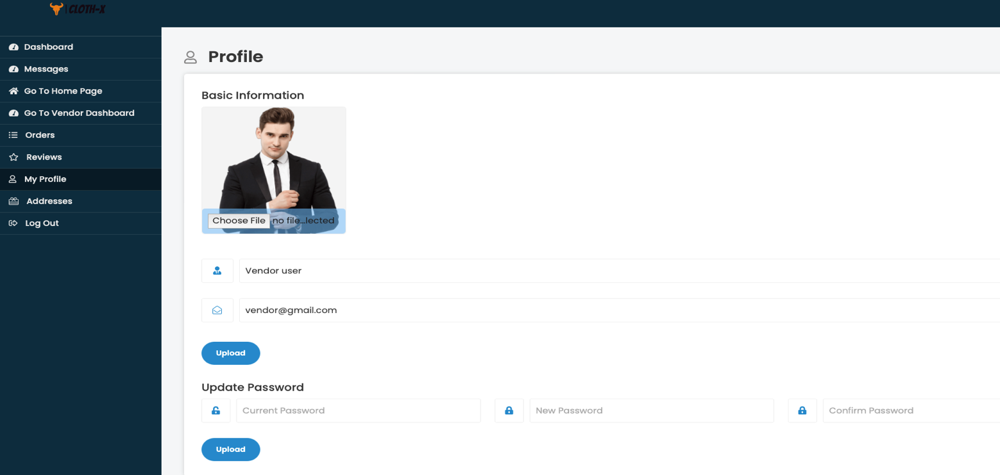 CLOTH-X
Dashboard
Messages
Go To Home Page
Go To Vendor Dashboard
Orders
Reviews
My Profile
Addresses
Log Out
Profile
Basic Information
Choose File no file...lected
Vendor user
vendor@gmail.com
Upload
Update Password
Current Password
New Password
Confirm Password
Upload